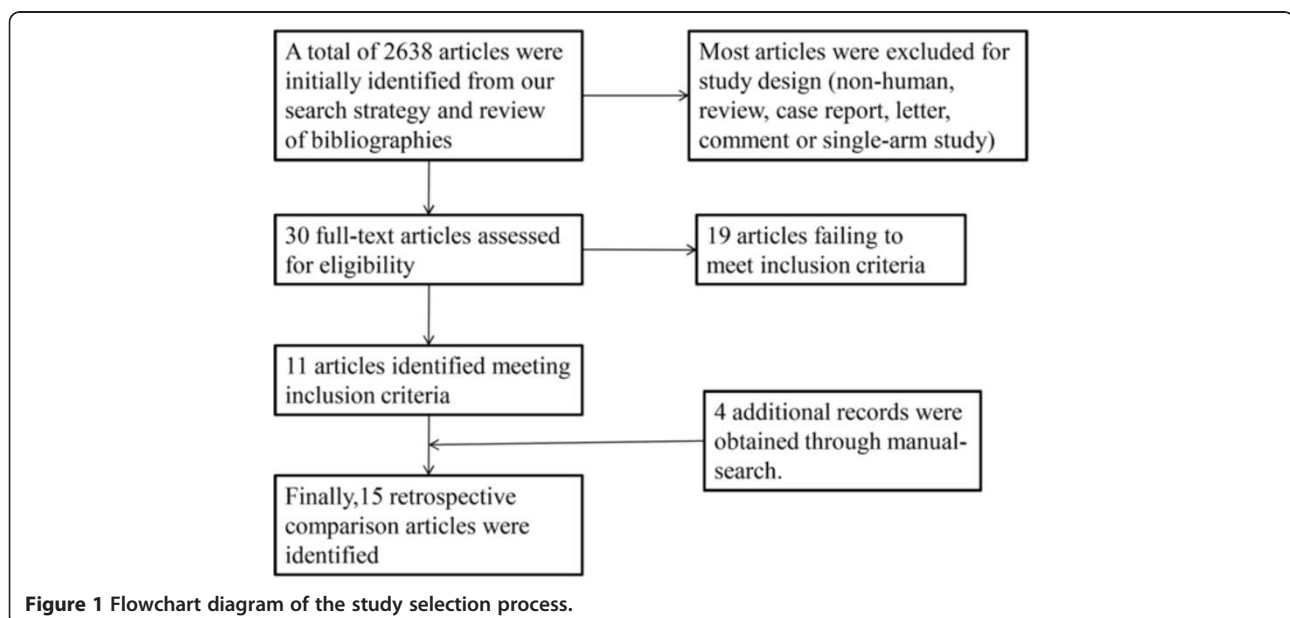 A total of 2638 articles were
initially identified from our
search strategy and review
of bibliographies
Most articles were excluded for
study design (non-human,
review, case report, letter,
comment or single-arm study)
30 full-text articles assessed
for eligibility
19 articles failing to
meet inclusion criteria
11 articles identified meeting
inclusion criteria
4 additional records were
obtained through manual-
search.
Finally,15 retrospective
comparison articles were
identified
Figure 1 Flowchart diagram of the study selection process.